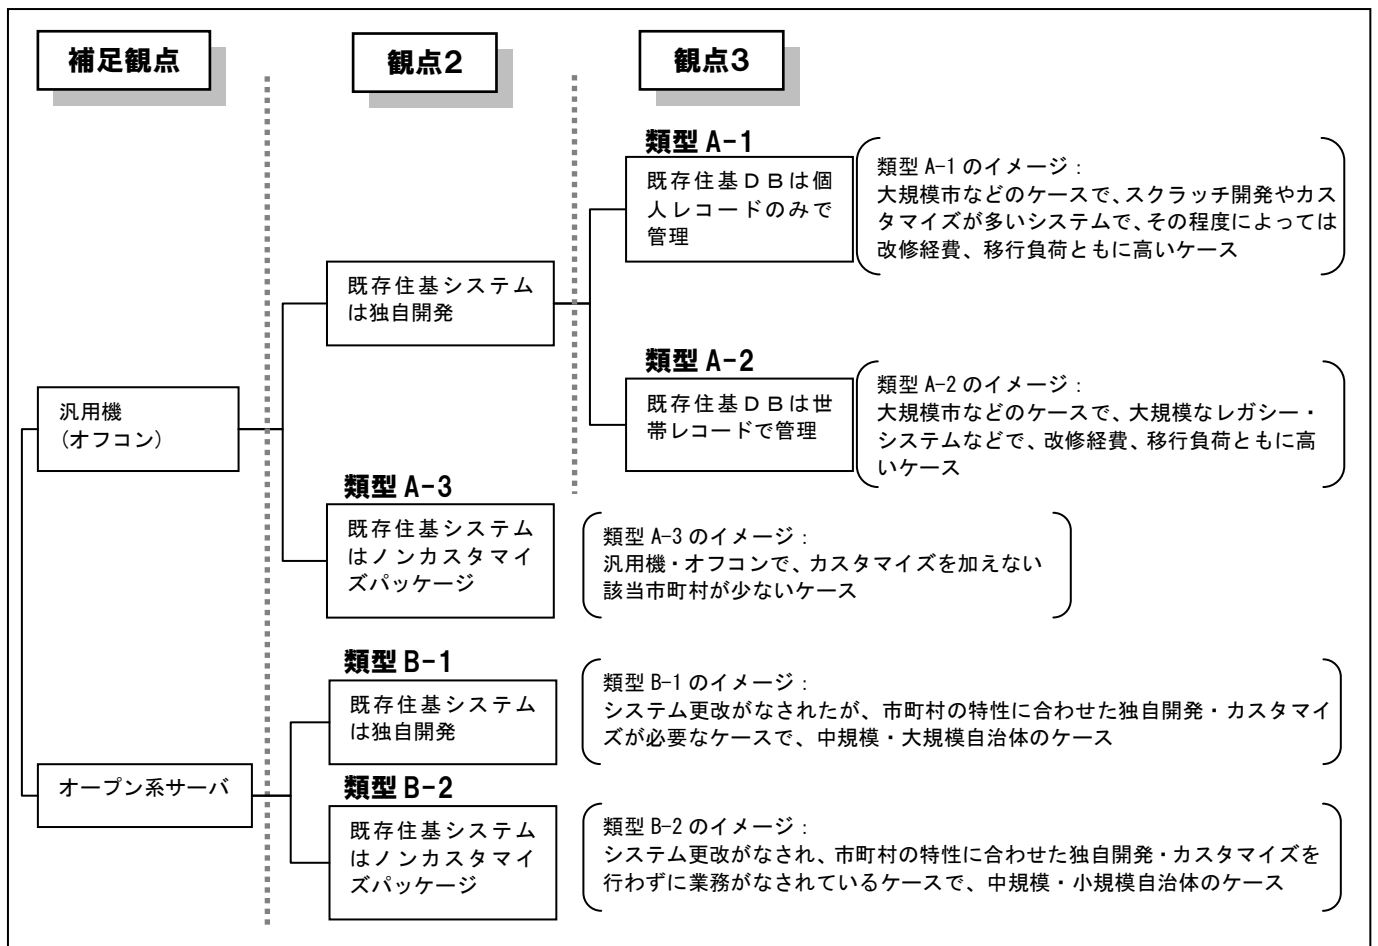 補足観点
観点2
観点3
類型 A-1
既存住基DBは個
人レコードのみで
管理
類型 A-1 のイメージ：
大規模市などのケースで、スクラッチ開発やカス
タマイズが多いシステムで、その程度によっては
改修経費、移行負荷ともに高いケース
既存住基システム
は独自開発
類型 A-2
既存住基DBは世
帯レコードで管理
類型 A-2 のイメージ：
大規模市などのケースで、大規模なレガシー・
システムなどで、改修経費、移行負荷ともに高
いケース
汎用機
（オフコン）
類型 A-3
既存住基システム
はノンカスタマイ
ズパッケージ
類型 A-3 のイメージ：
汎用機・オフコンで、カスタマイズを加えない
該当市町村が少ないケース
類型 B-1
既存住基システム
は独自開発
類型 B-1 のイメージ：
システム更改がなされたが、市町村の特性に合わせた独自開発・カスタマイ
ズが必要なケースで、中規模・大規模自治体のケース
オープン系サーバ
類型 B-2
既存住基システム
はノンカスタマイ
ズパッケージ
類型 B-2 のイメージ：
システム更改がなされ、市町村の特性に合わせた独自開発・カスタマイズを
行わずに業務がなされているケースで、中規模・小規模自治体のケース